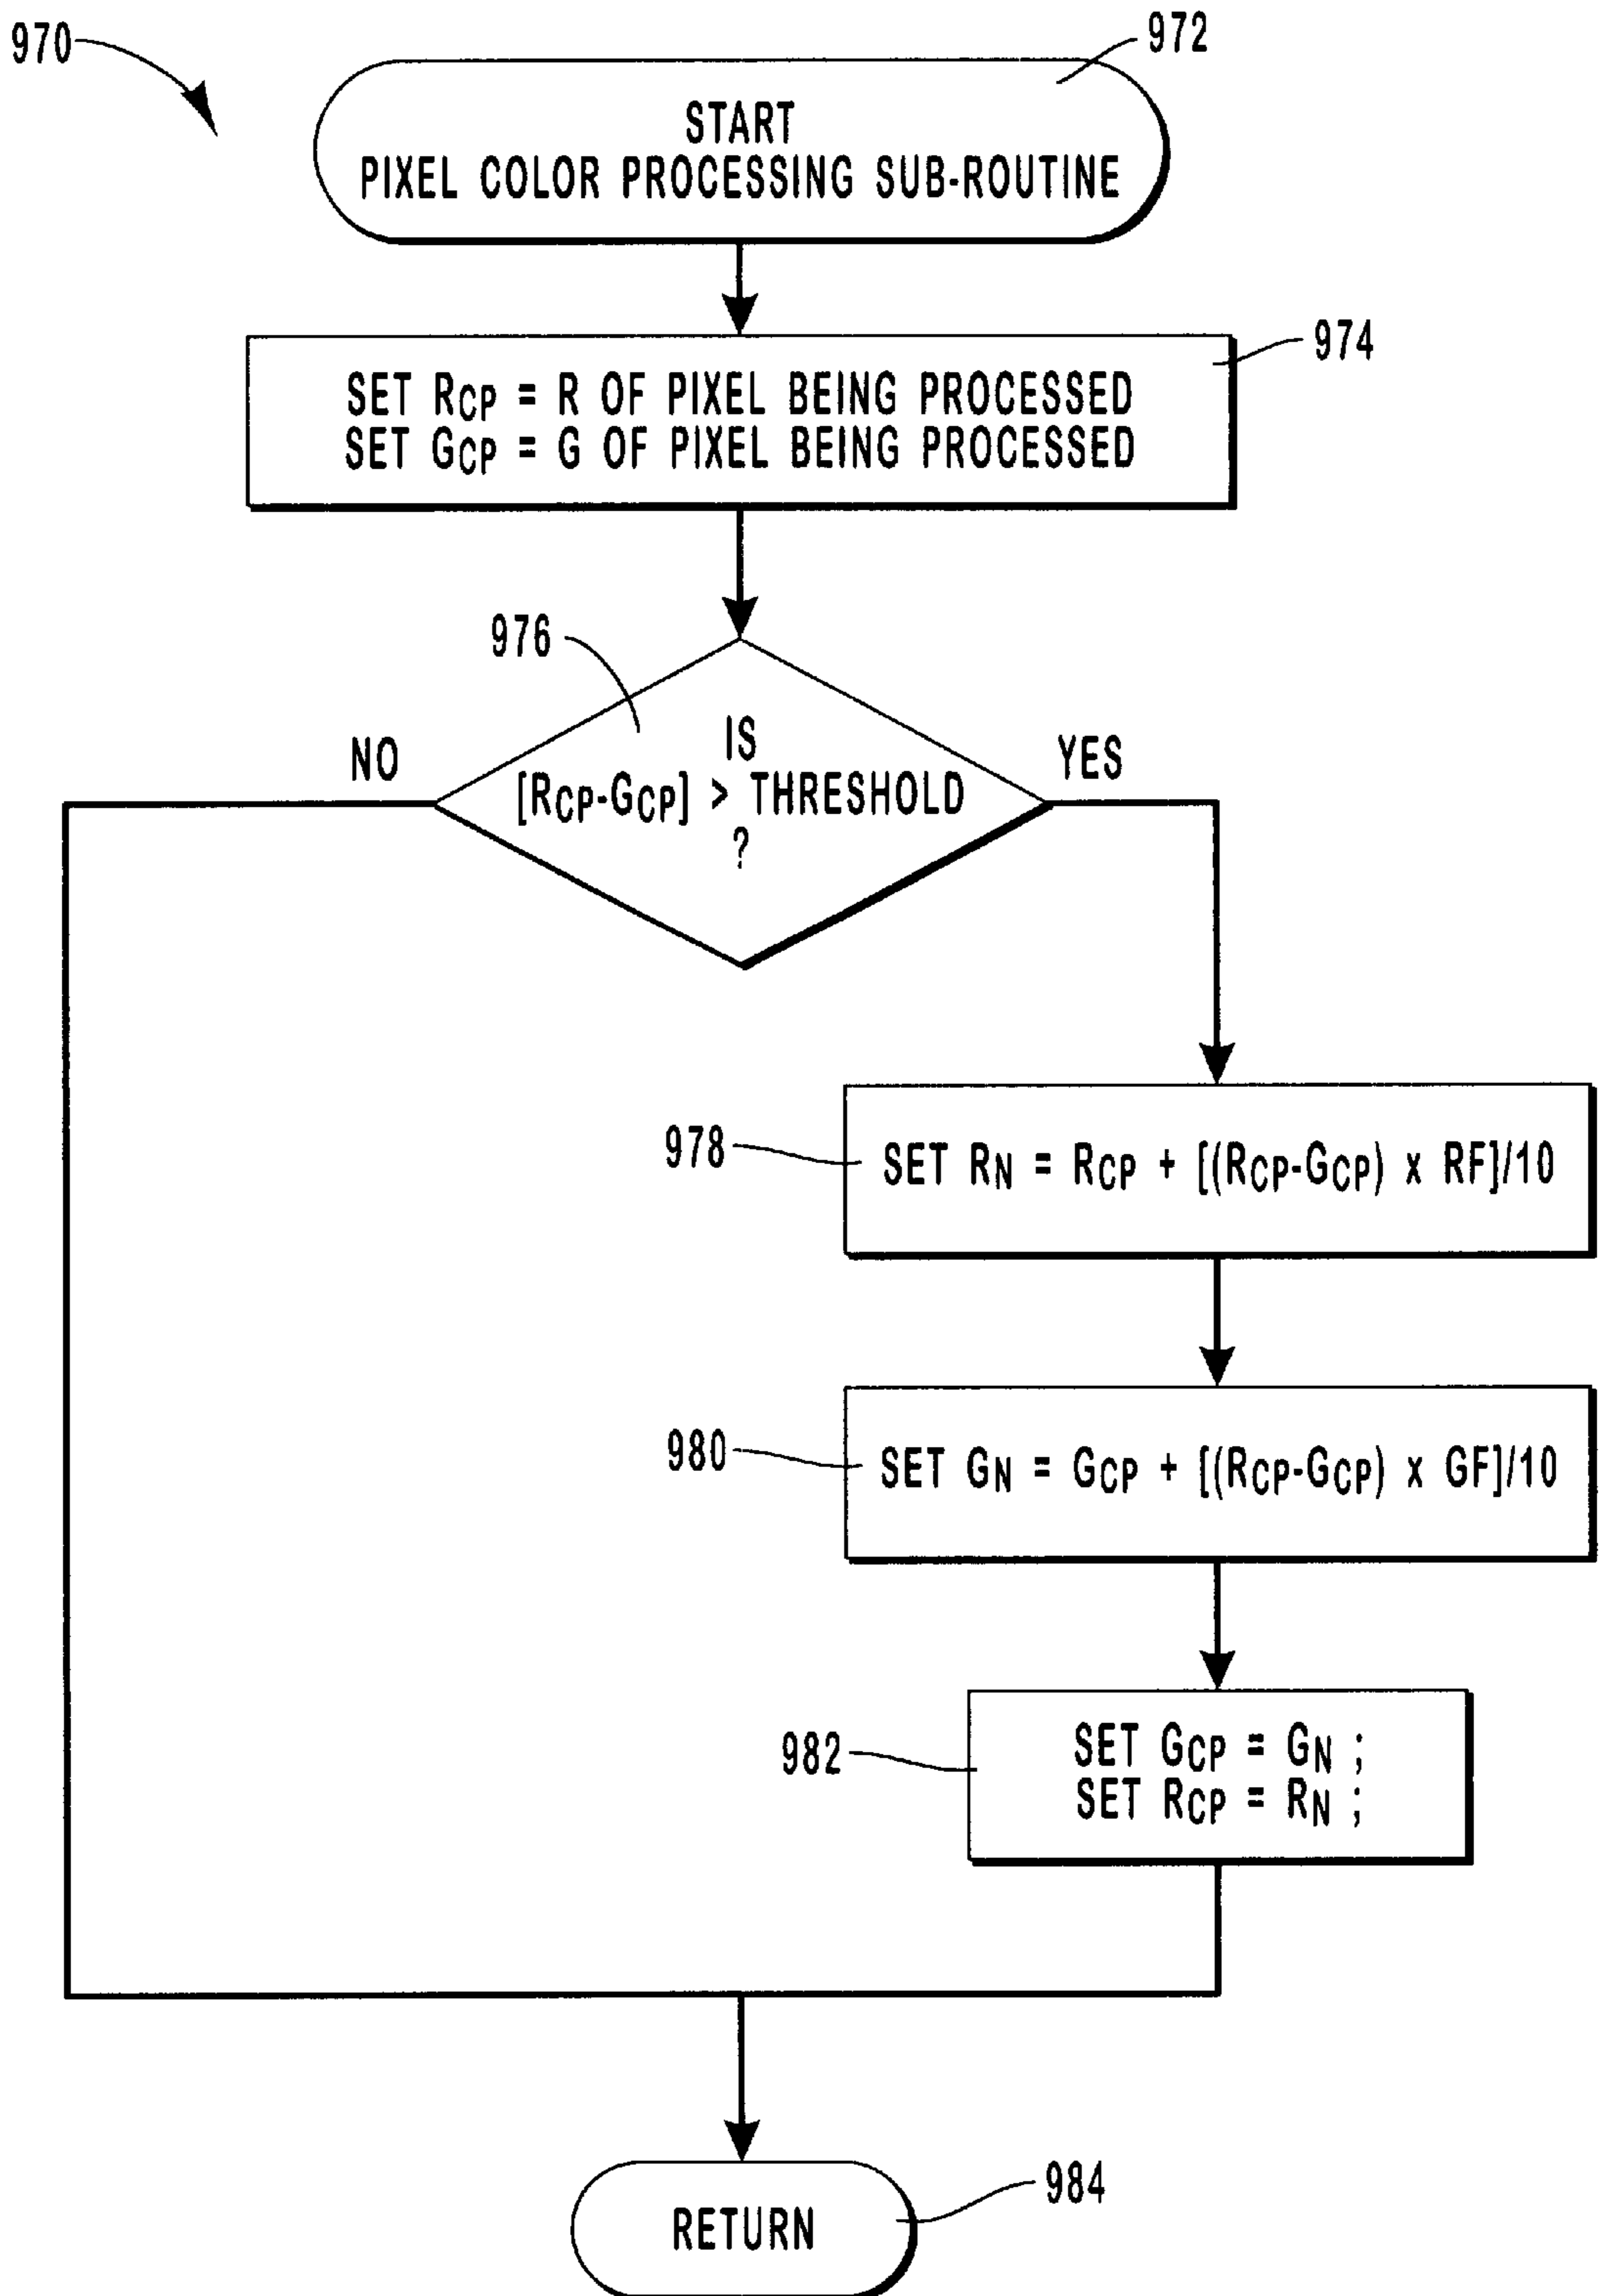 970
972
START
PIXEL COLOR PROCESSING SUB-ROUTINE
974
SET RCP = R OF PIXEL BEING PROCESSED
SET GCP = G OF PIXEL BEING PROCESSED
976
NO
YES
IS
[RCP-GCP] > THRESHOLD
?
978
SET RN = RCP + [(RCP-GCP) x RF]/10
980
SET GN = GCP + [(RCP-GCP) x GF]/10
982
SET GCP = GN ;
SET RCP = RN ;
984
RETURN